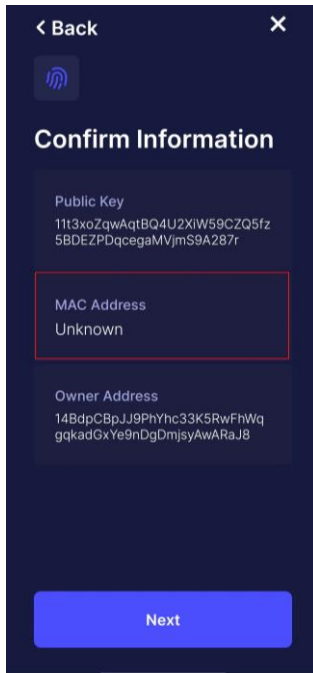 Back
Confirm Information
Public Key
11t3xoZqwAqtBQ4U2XiW59CZQ5fz
5BDEZPDqcegaMVjmS9A287r
MAC Address
Unknown
Owner Address
14BdpCBpJJ9PhYhc33K5RwFhWq
gqkadGxYe9nDgDmjsyAwARaJ8
Next